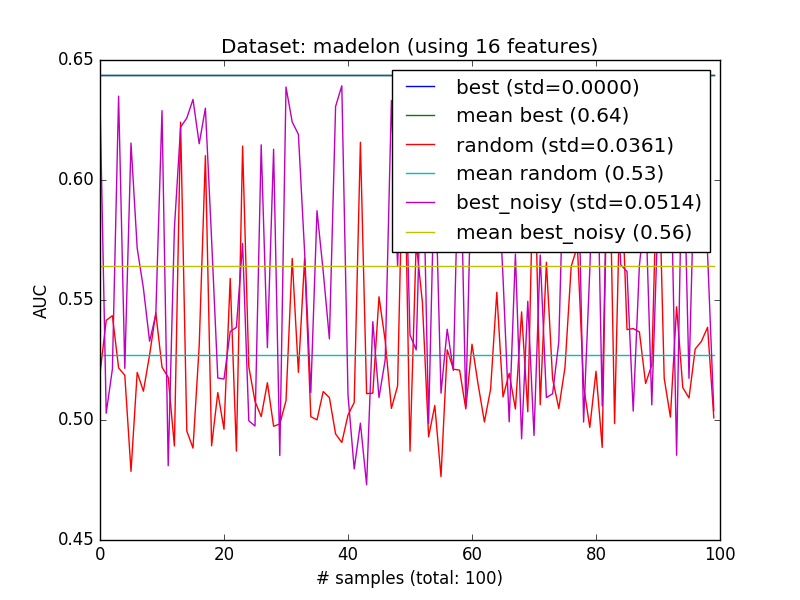 Dataset: madelon (using 16 features)
0.65
0.60
0.55
0.50
0.45
AUC
best (std=0.0000)
mean best (0.64)
random (std=0.0361)
mean random (0.53)
best_noisy (std=0.0514)
mean best_noisy (0.56)
0 20 40 60 80 100
# samples (total: 100)